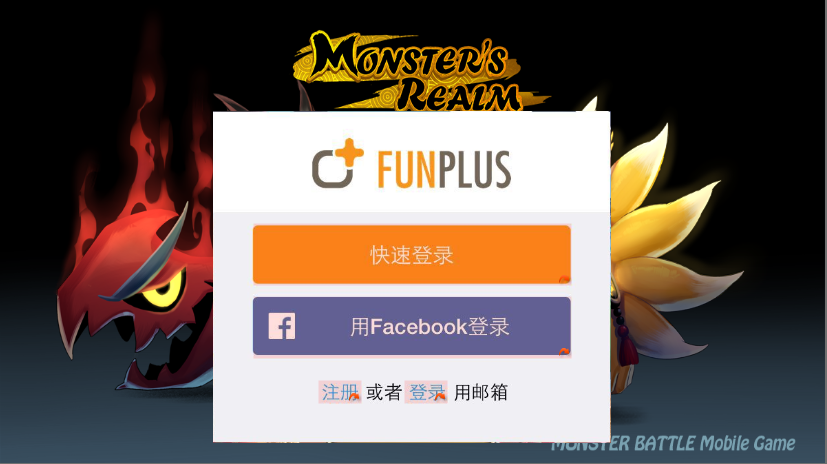 MONSTER'S
REALM
FUNPLUS
快速登录
用Facebook登录
注册 或者 登录 用邮箱
MONSTER BATTLE Mobile Game